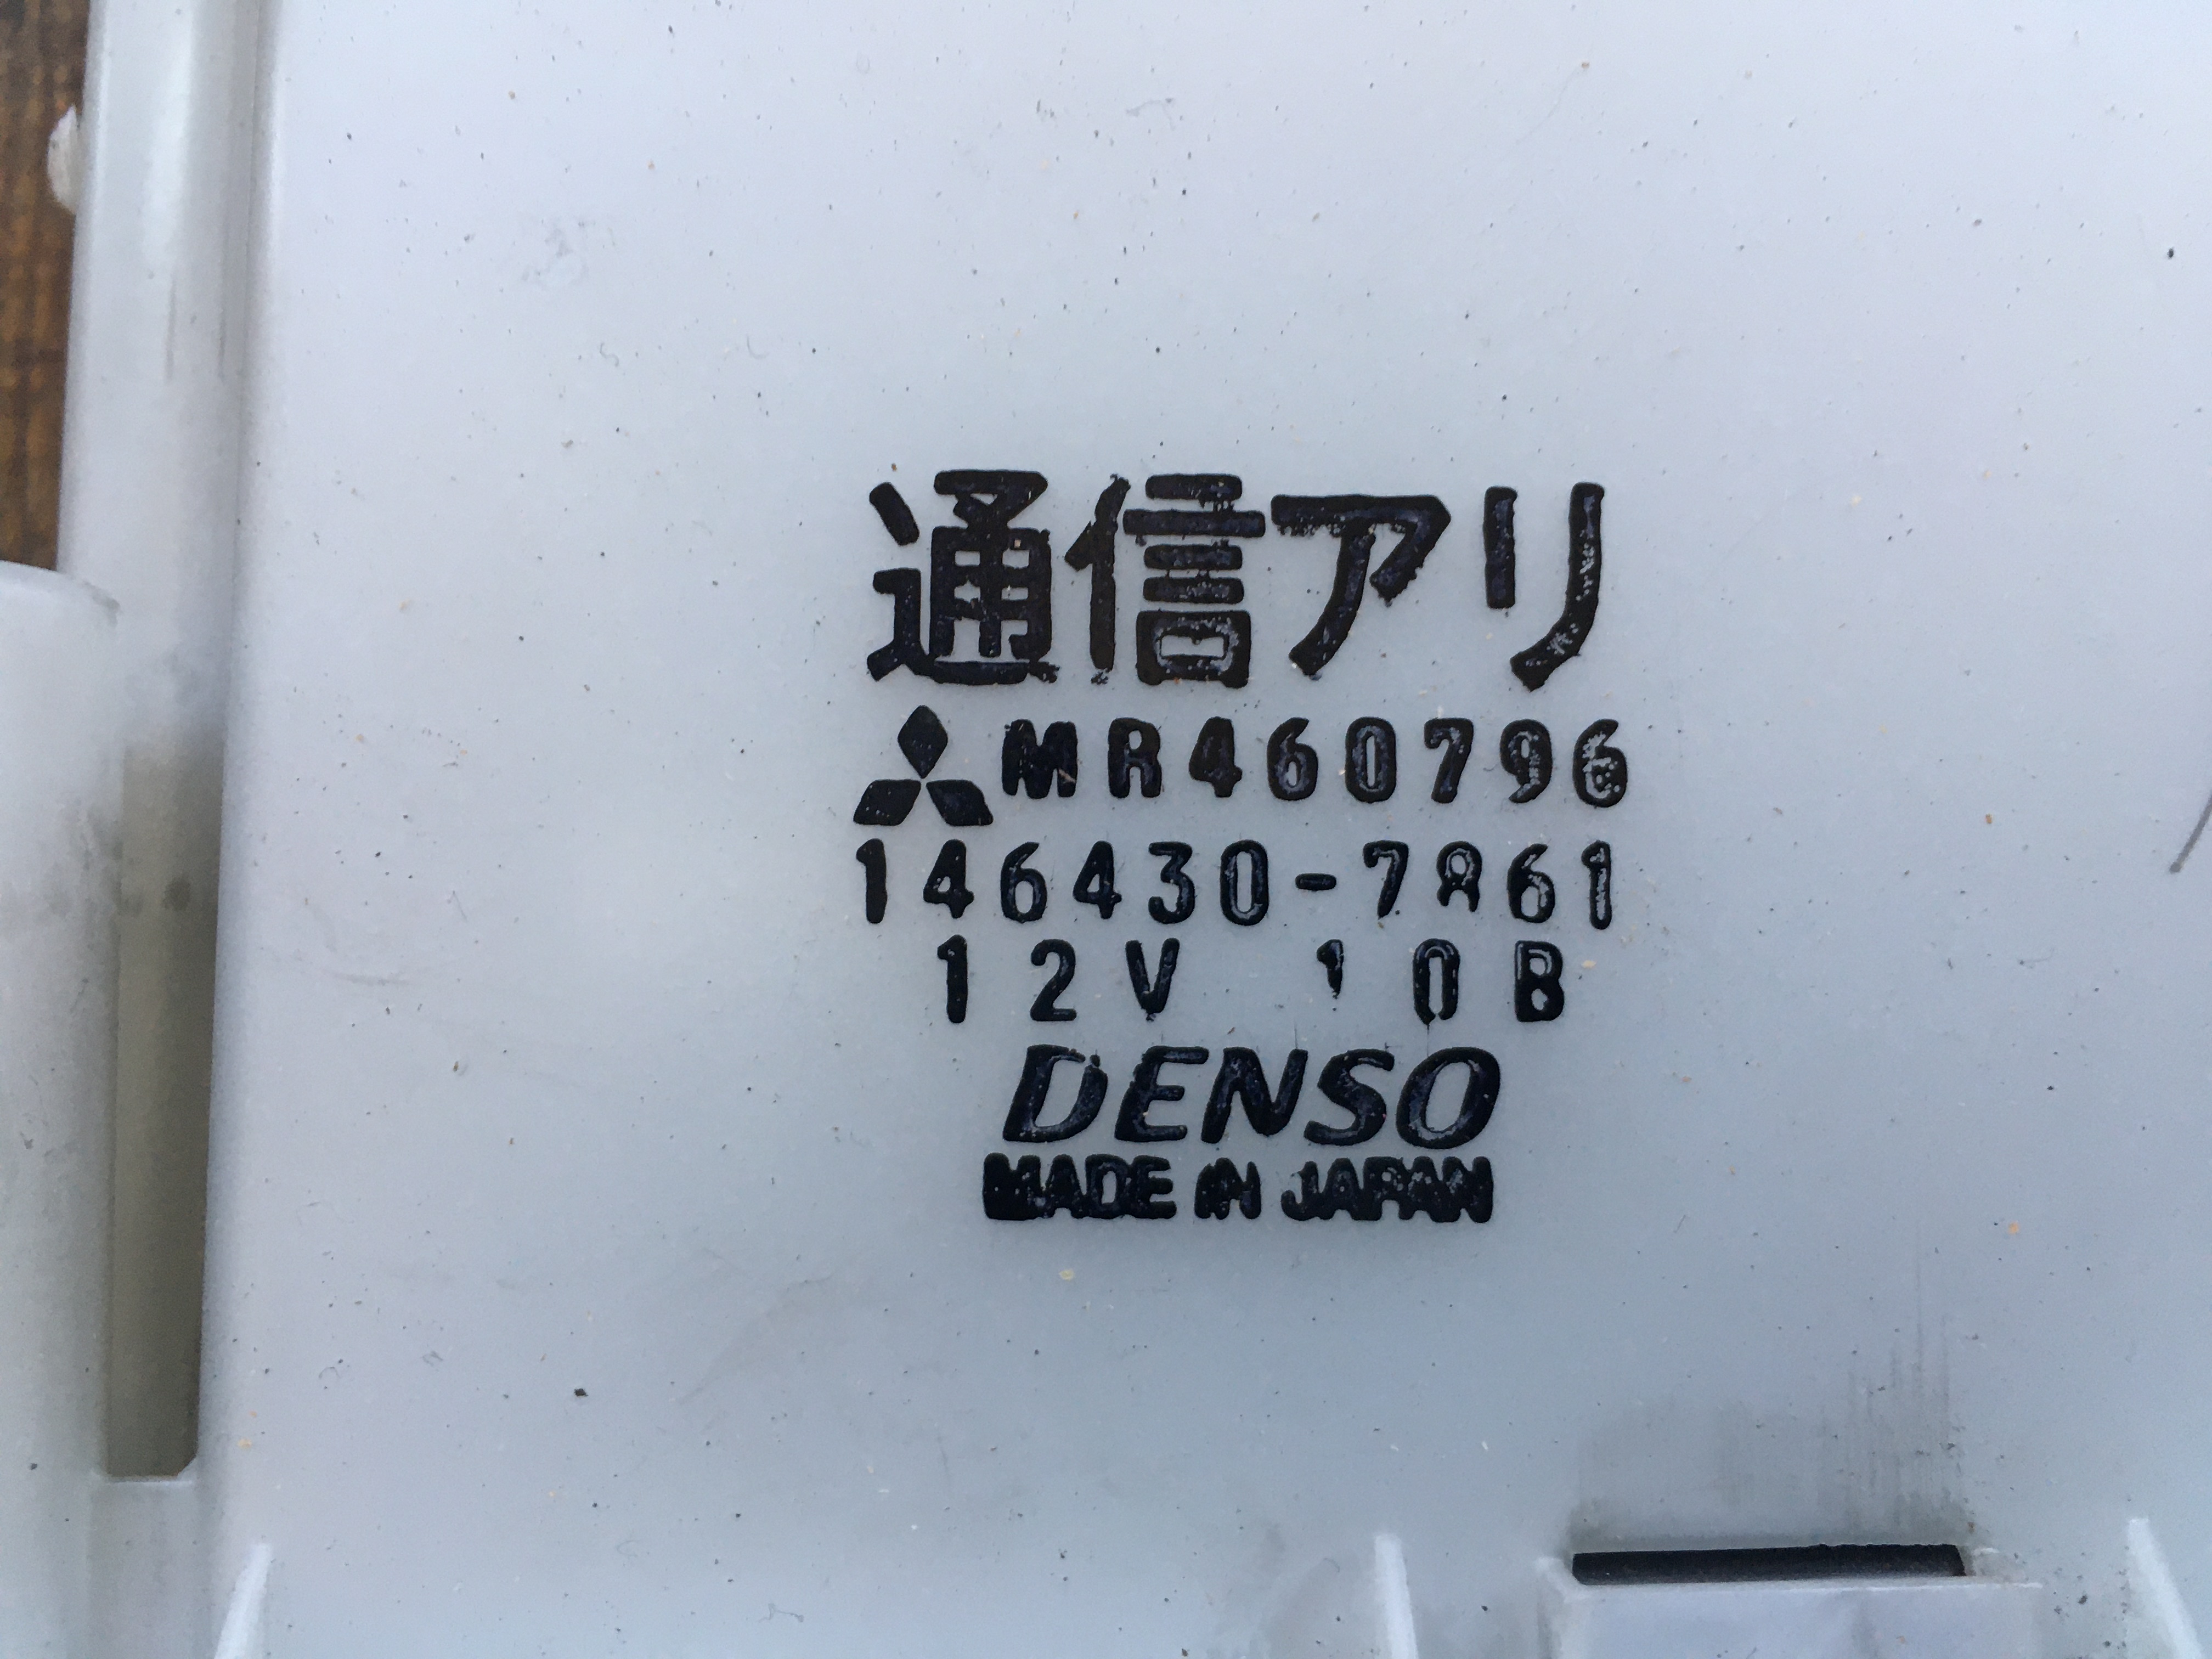 通信アリ
MR460796
146430-7861
12V 10B
DENSO
MADE IN JAPAN